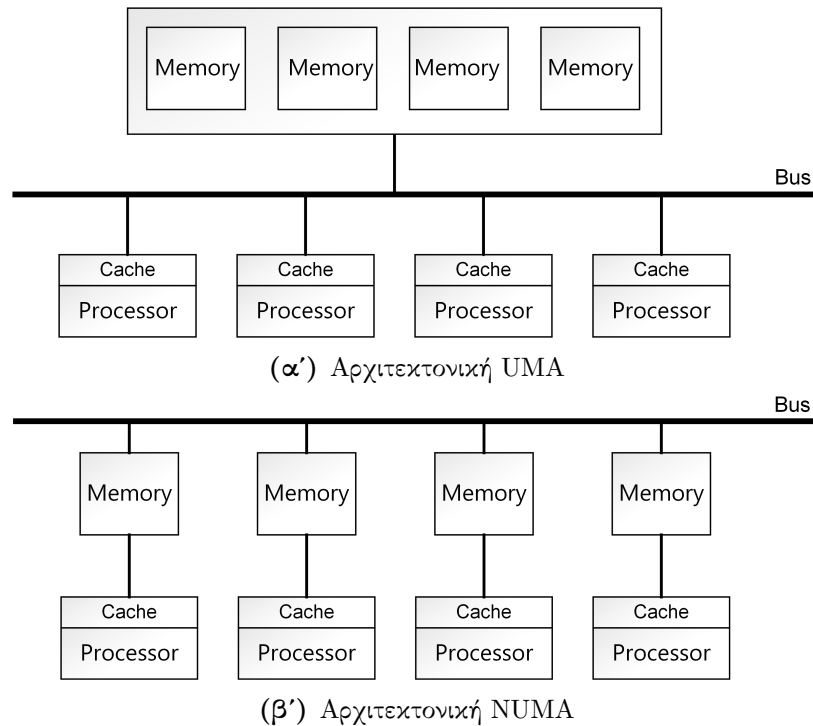 Memory Memory Memory Memory
Bus
Cache Cache Cache Cache
Processor Processor Processor Processor
(α΄) Αρχιτεκτονική UMA
Bus
Memory Memory Memory Memory
Cache Cache Cache Cache
Processor Processor Processor Processor
(β΄) Αρχιτεκτονική NUMA